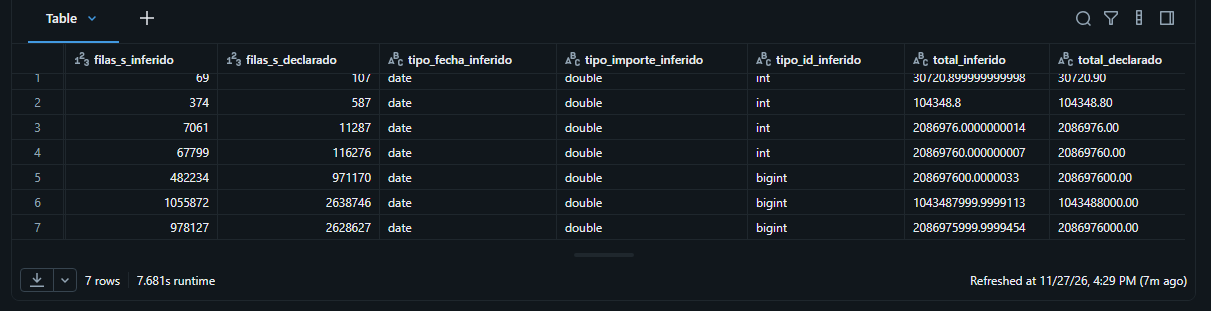 Table
filas_s_inferido filas_s_declarado tipo_fecha_inferido tipo_importe_inferido tipo_id_inferido total_inferido total_declarado
1 69 107 date double int 30720.899999999998 30720.90
2 374 587 date double int 104348.8 104348.80
3 7061 11287 date double int 2086976.0000000014 2086976.00
4 67799 116276 date double int 20869760.000000007 20869760.00
5 482234 971170 date double bigint 208697600.0000033 208697600.00
6 1055872 2638746 date double bigint 1043487999.9999113 1043488000.00
7 978127 2628627 date double bigint 2086975999.9999454 2086976000.00
7 rows 7.681s runtime Refreshed at 11/27/26, 4:29 PM (7m ago)